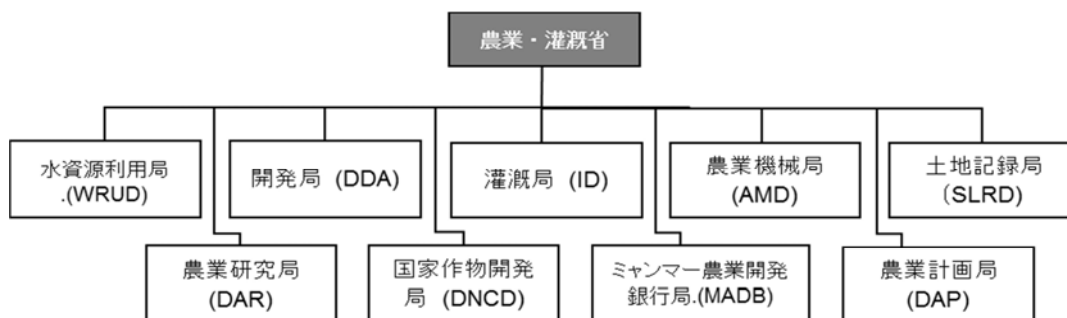 農業・灌漑省
水資源利用局
.(WRUD)
開発局 (DDA)
灌漑局 (ID)
農業機械局
(AMD)
土地記録局
(SLRD)
農業研究局
(DAR)
国家作物開発
局 (DNCD)
ミャンマー農業開発
銀行局.(MADB)
農業計画局
(DAP)